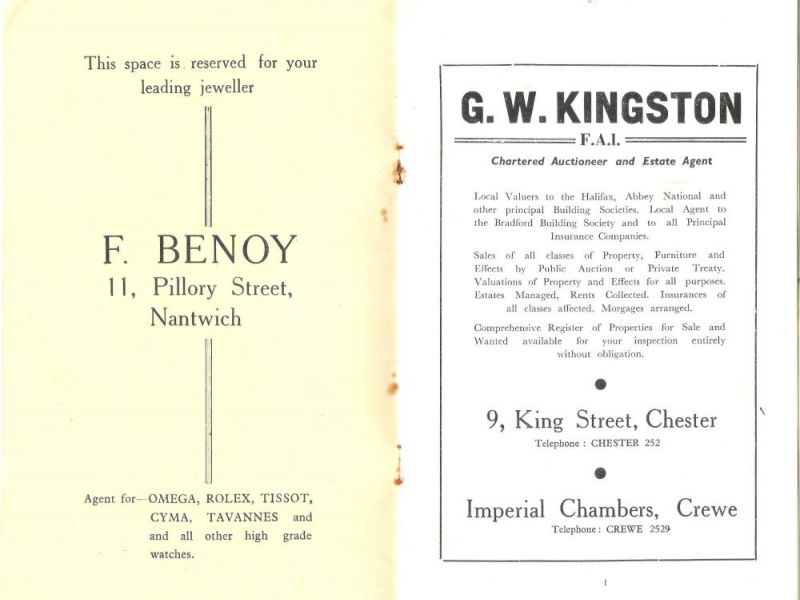 This space is reserved for your
leading jeweller
F. BENOY
11, Pillory Street,
Nantwich
Agent for—OMEGA, ROLEX, TISSOT,
CYMA, TAVANNES and
and all other high grade
watches.
G. W. KINGSTON
F.A.I.
Chartered Auctioneer and Estate Agent
Local Valuers to the Halifax, Abbey National and
other principal Building Societies. Local Agent to
the Bradford Building Society and to all Principal
Insurance Companies.
Sales of all classes of Property, Furniture and
Effects by Public Auction or Private Treaty.
Valuations of Property and Effects for all purposes.
Estates Managed, Rents Collected. Insurances of
all classes affected. Morgages arranged.
Comprehensive Register of Properties for Sale and
Wanted available for your inspection entirely
without obligation.
9, King Street, Chester
Telephone : CHESTER 252
Imperial Chambers, Crewe
Telephone : CREWE 2529
1